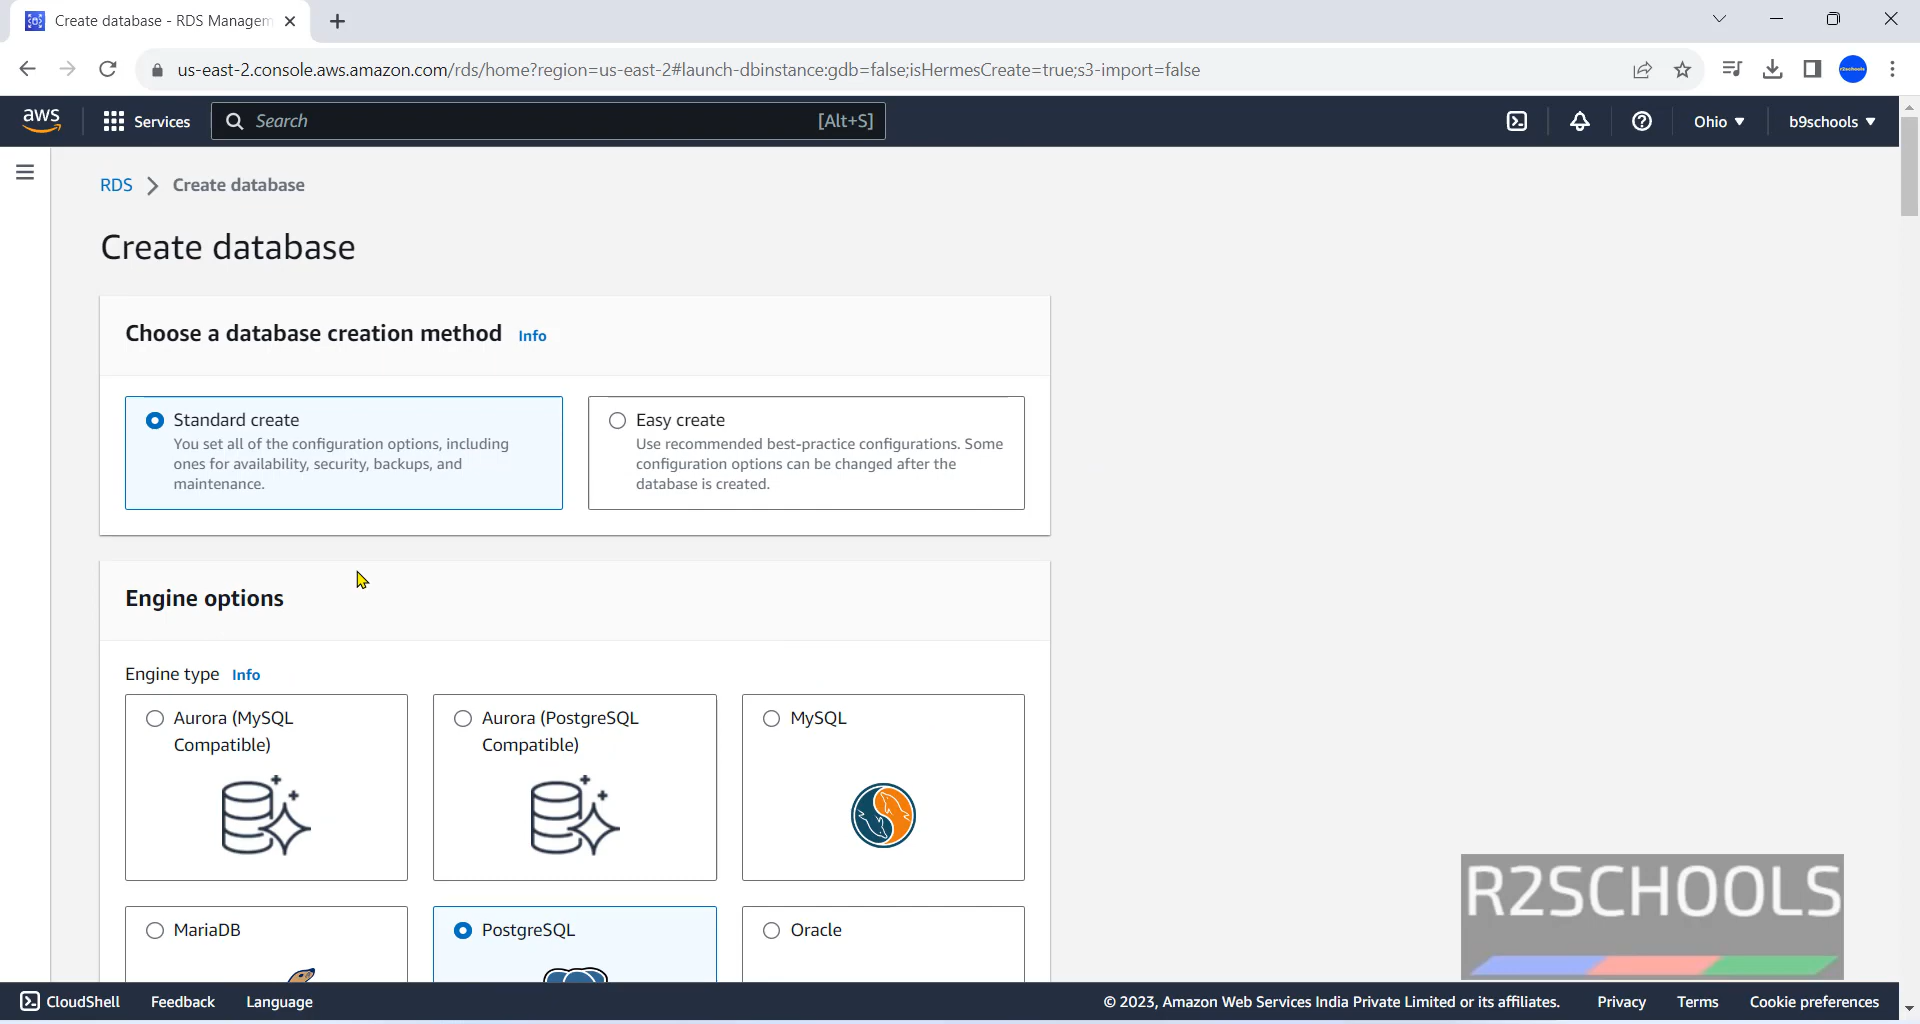 Create database - RDS Managem
us-east-2.console.aws.amazon.com/rds/home?region=us-east-2#launch-dbinstance:gdb=false;isHermesCreate=true;s3-import=false
r2schools
aws
Services
Search
[Alt+S]
Ohio
b9schools
RDS
Create database
Create database
Choose a database creation method Info
Standard create
You set all of the configuration options, including
ones for availability, security, backups, and
maintenance.
Easy create
Use recommended best-practice configurations. Some
configuration options can be changed after the
database is created.
Engine options
Engine type Info
Aurora (MySQL
Compatible)
Aurora (PostgreSQL
Compatible)
MySQL
MariaDB
PostgreSQL
Oracle
R2SCHOOLS
CloudShell
Feedback
Language
© 2023, Amazon Web Services India Private Limited or its affiliates.
Privacy
Terms
Cookie preferences